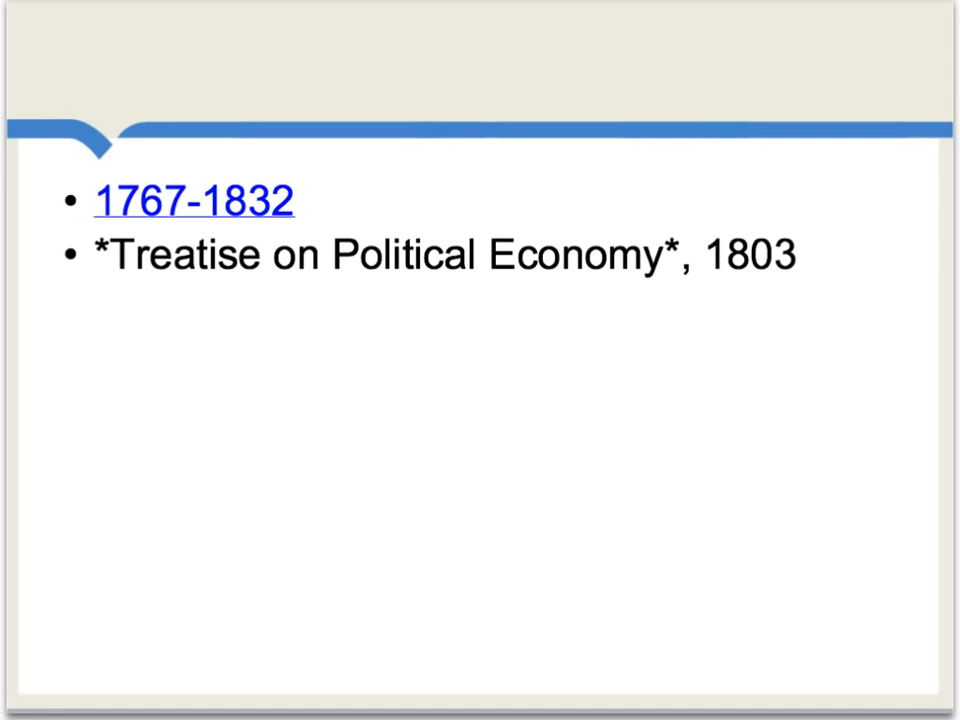 • 1767-1832
• *Treatise on Political Economy*, 1803